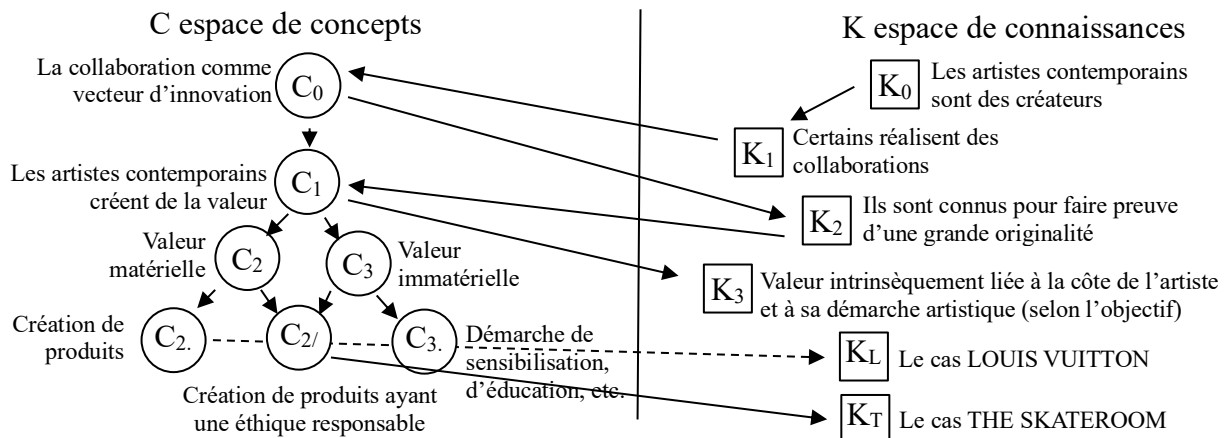 C espace de concepts
La collaboration comme
vecteur d’innovation
C0
Les artistes contemporains
créent de la valeur
C1
Valeur
matérielle
C2
C3
Valeur
immatérielle
Création de
produits
C2.
C2/
C3.
Démarche de
sensibilisation,
d’éducation, etc.
Création de produits ayant
une éthique responsable
K espace de connaissances
K0
Les artistes contemporains
sont des créateurs
K1
Certains réalisent des
collaborations
K2
Ils sont connus pour faire preuve
d’une grande originalité
K3
Valeur intrinsèquement liée à la côte de l’artiste
et à sa démarche artistique (selon l’objectif)
KL
Le cas LOUIS VUITTON
KT
Le cas THE SKATEROOM